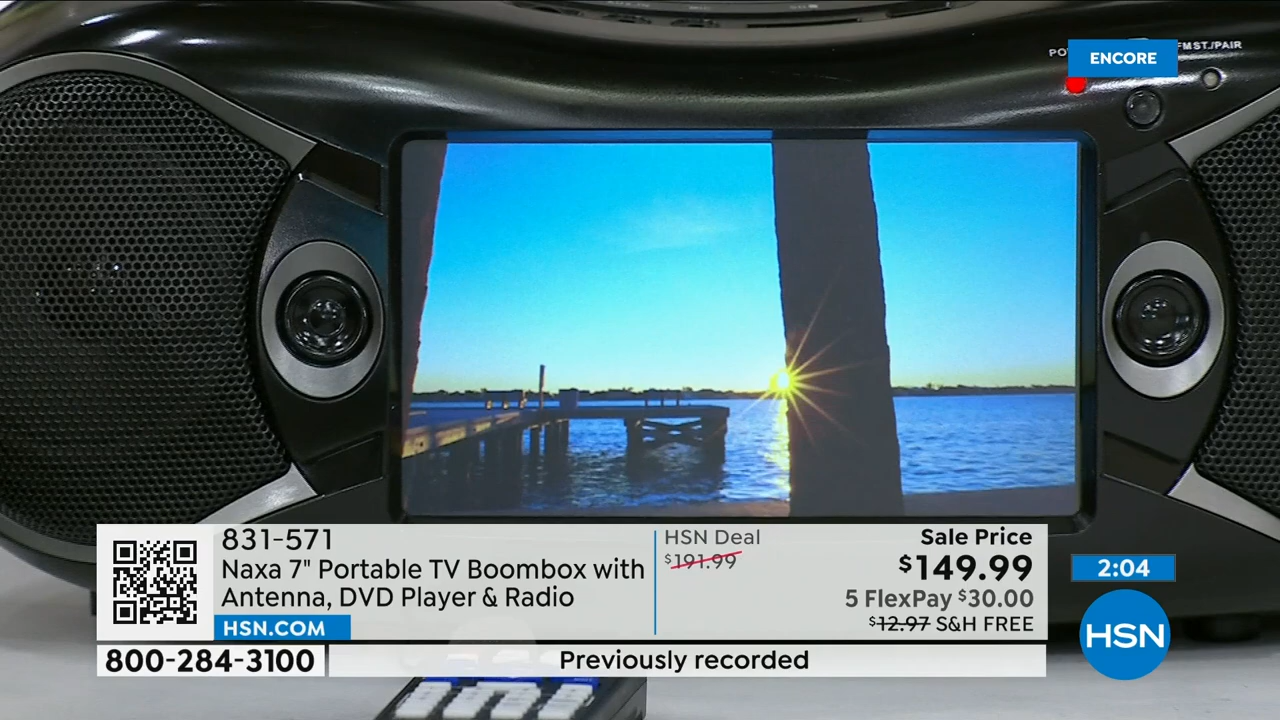 ENCORE
FM ST./PAIR
831-571
Naxa 7" Portable TV Boombox with
Antenna, DVD Player & Radio
HSN.COM
HSN Deal
$191.99
Sale Price
$149.99
5 FlexPay $30.00
$12.97 S&H FREE
2:04
HSN
800-284-3100
Previously recorded